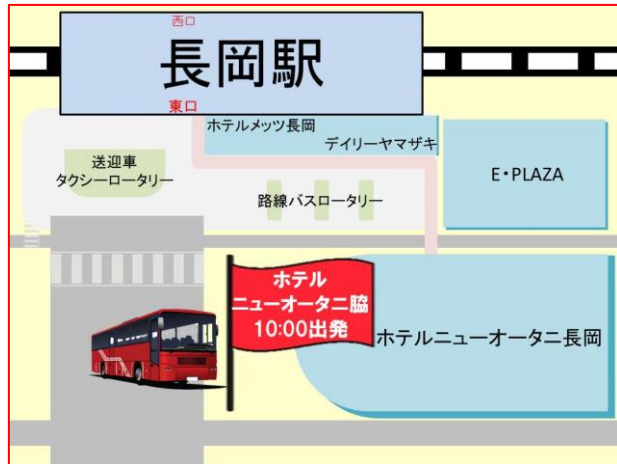 西口
長岡駅
東口
ホテルメッツ長岡
デイリーヤマザキ
送迎車
タクシーロータリー
路線バスロータリー
E・PLAZA
ホテル
ニューオータニ脇
10:00出発
ホテルニューオータニ長岡